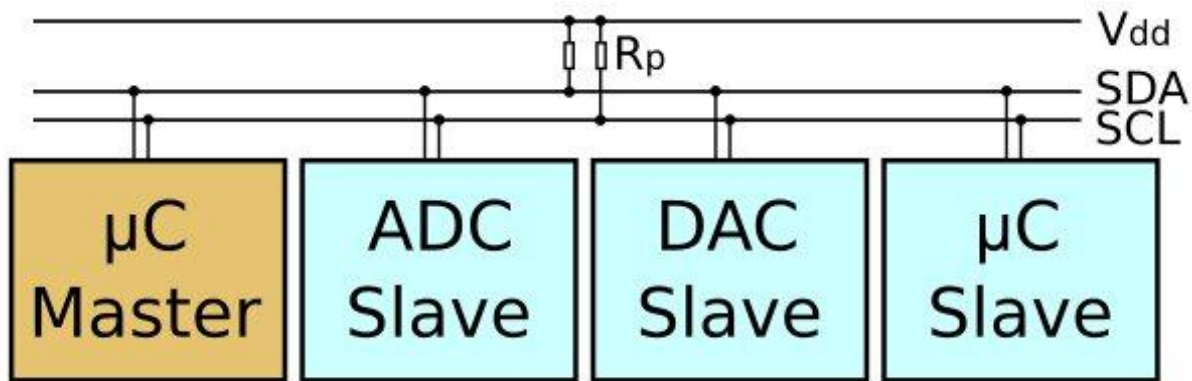 Vdd
Rp
SDA
SCL
µC
Master
ADC
Slave
DAC
Slave
µC
Slave